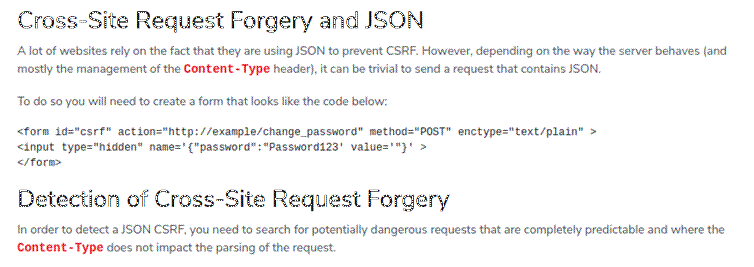 Cross-Site Request Forgery and JSON
A lot of websites rely on the fact that they are using JSON to prevent CSRF. However, depending on the way the server behaves (and
mostly the management of the Content-Type header), it can be trivial to send a request that contains JSON.
To do so you will need to create a form that looks like the code below:
<form id="csrf" action="http://example/change_password" method="POST" enctype="text/plain" >
<input type="hidden" name='{"password":"Password123' value='"}' >
</form>
Detection of Cross-Site Request Forgery
In order to detect a JSON CSRF, you need to search for potentially dangerous requests that are completely predictable and where the
Content-Type does not impact the parsing of the request.